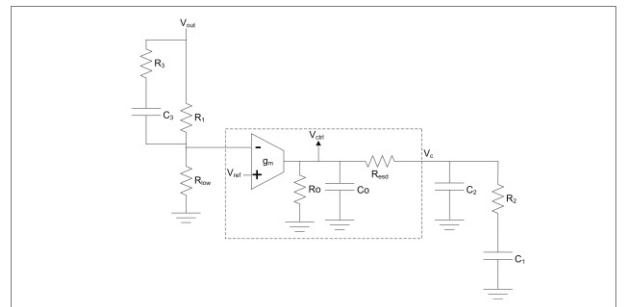 Vout
R3
C3
R1
Rlow
Vref
-
+
gm
Vctrl
Ro
Co
Resd
Vc
C2
R2
C1